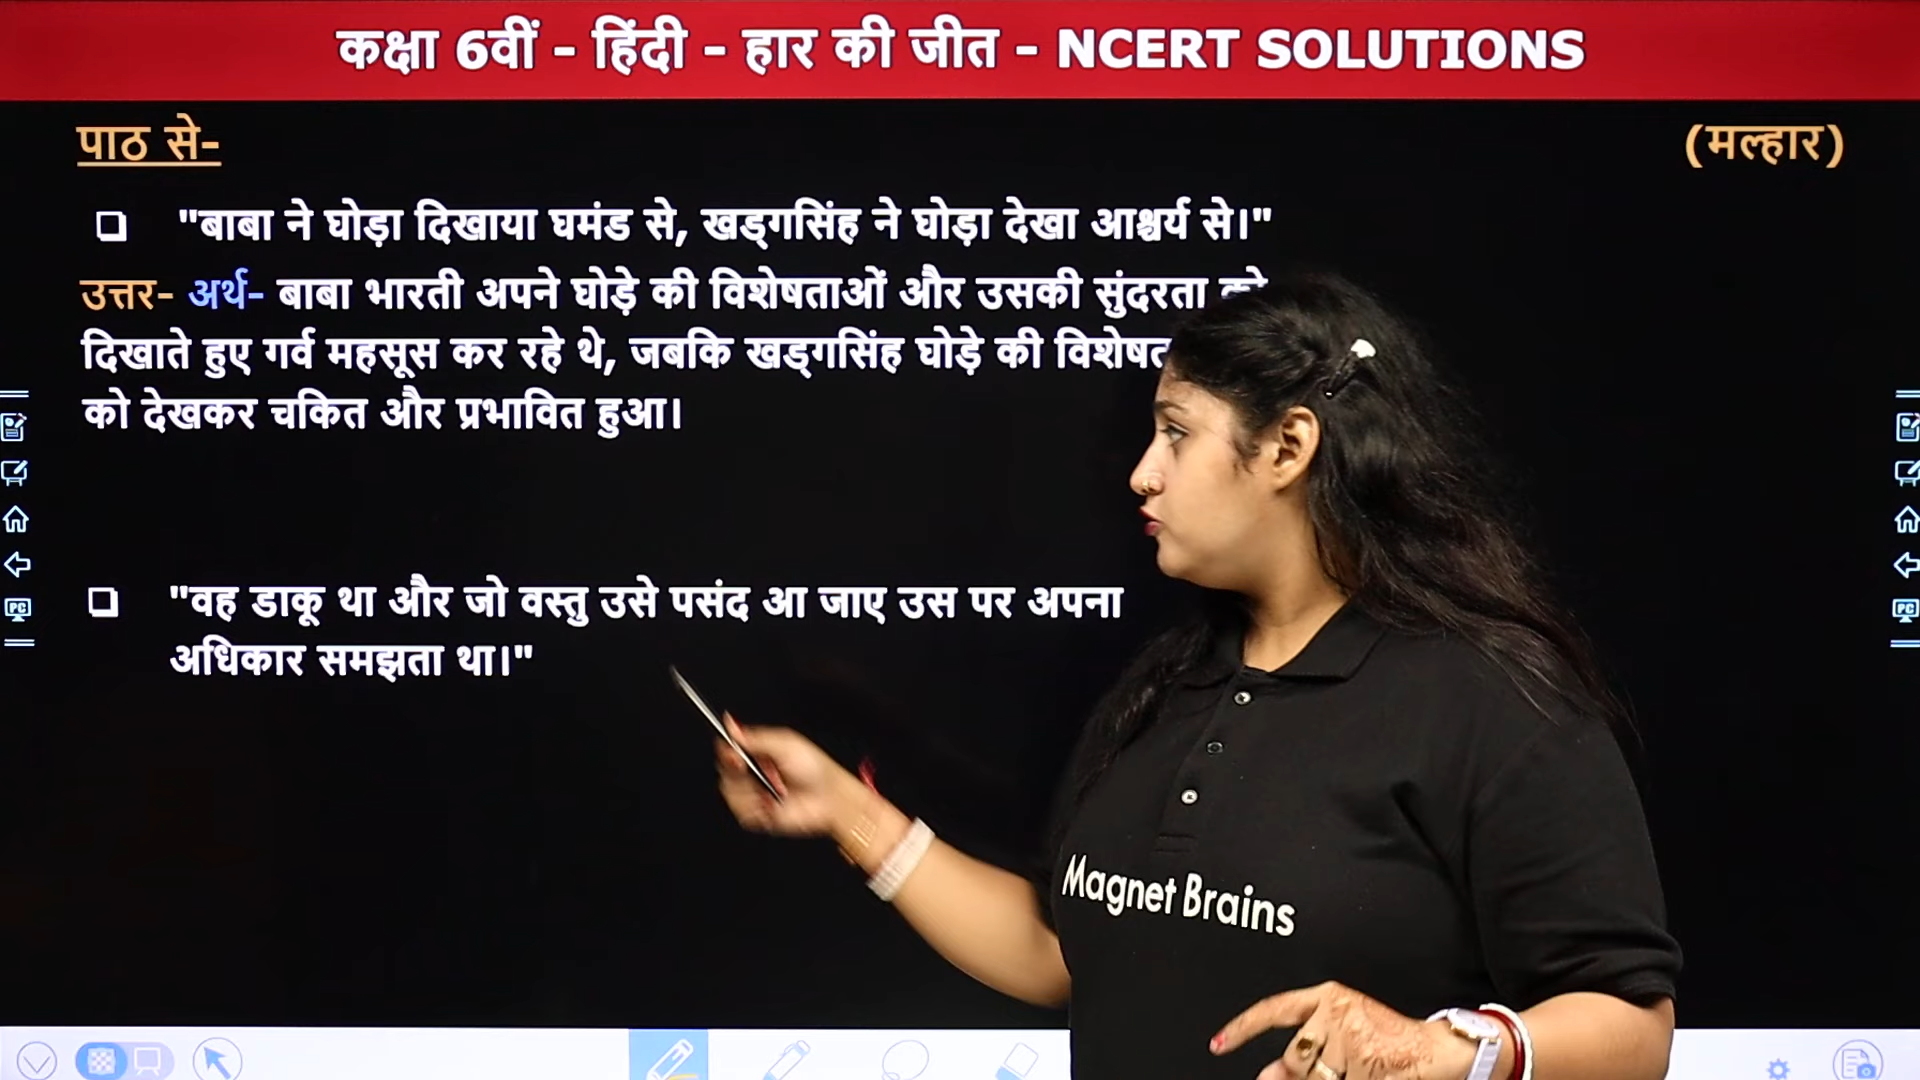 कक्षा 6वीं - हिंदी - हार की जीत - NCERT SOLUTIONS
पाठ से-
(मल्हार)
"बाबा ने घोड़ा दिखाया घमंड से, खड्गसिंह ने घोड़ा देखा आश्चर्य से।"
उत्तर- अर्थ- बाबा भारती अपने घोड़े की विशेषताओं और उसकी सुंदरता को
दिखाते हुए गर्व महसूस कर रहे थे, जबकि खड्गसिंह घोड़े की
को देखकर चकित और प्रभावित हुआ।
"वह डाकू था और जो वस्तु उसे पसंद आ जाए उस पर अपना
अधिकार समझता था।"
Magnet Brains
PC
PC